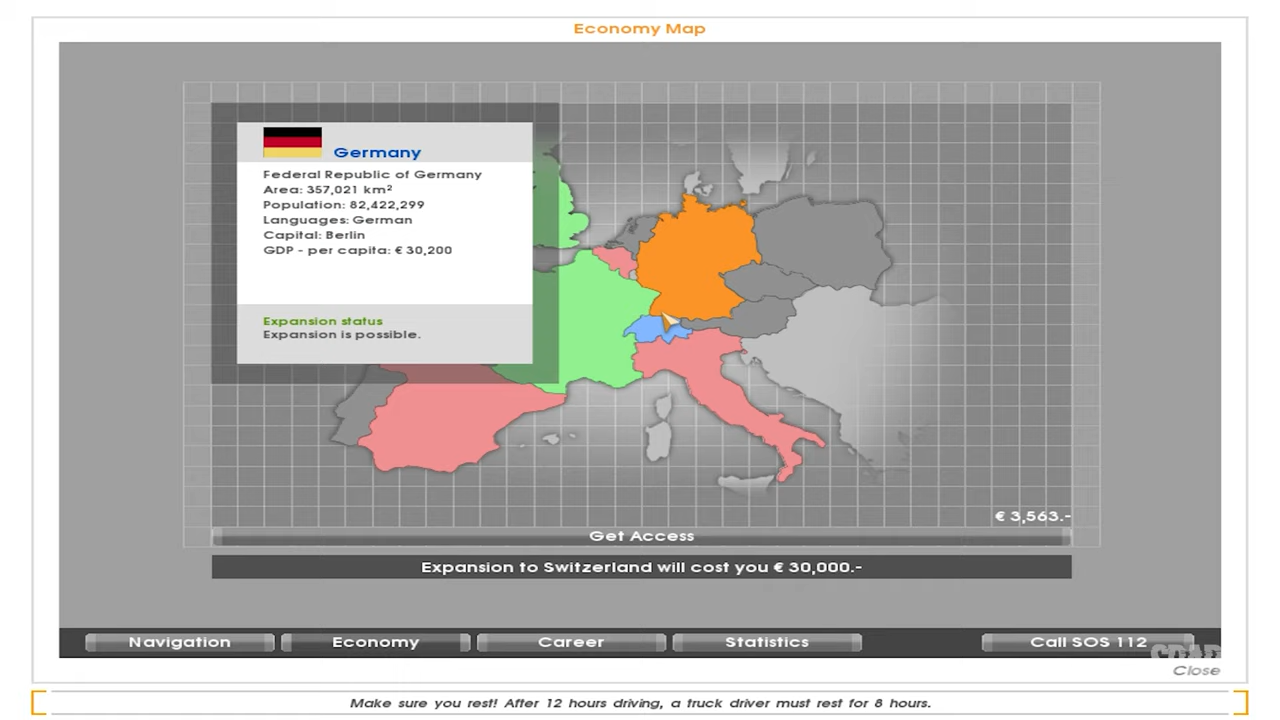 Economy Map
Germany
Federal Republic of Germany
Area: 357,021 km²
Population: 82,422,299
Languages: German
Capital: Berlin
GDP - per capita: € 30,200
Expansion status
Expansion is possible.
€ 3,563.-
Get Access
Expansion to Switzerland will cost you € 30,000.-
Navigation
Economy
Career
Statistics
Call SOS 112
Close
Make sure you rest! After 12 hours driving, a truck driver must rest for 8 hours.